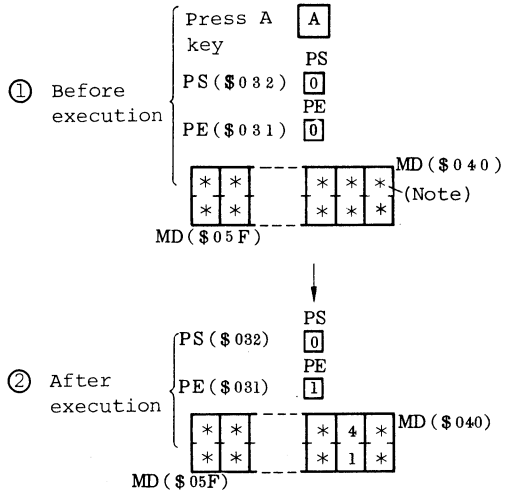 Press A key
A
PS
① Before execution
PS($032)
0
PE
PE($031)
0
MD($040)
* * * * *
(Note)
* * * * *
MD($05F)
PS
PS($032)
0
PE
② After execution
PE($031)
1
MD($040)
* * * 4 *
* * * 1 *
MD($05F)